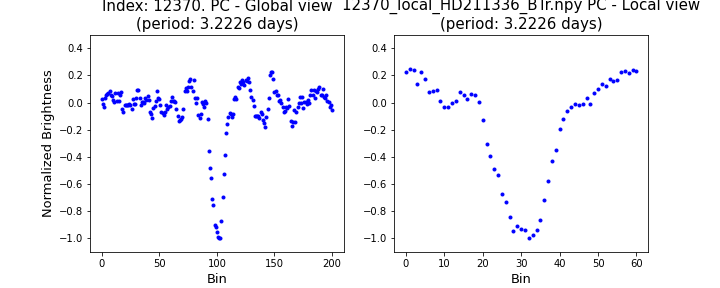 Index: 12370. PC - Global view
(period: 3.2226 days)
12370_local_HD211336_BTr.npy PC - Local view
(period: 3.2226 days)
Normalized Brightness
0.4
0.2
0.0
−0.2
−0.4
−0.6
−0.8
−1.0
0 50 100 150 200
Bin
0.4
0.2
0.0
−0.2
−0.4
−0.6
−0.8
−1.0
0 10 20 30 40 50 60
Bin